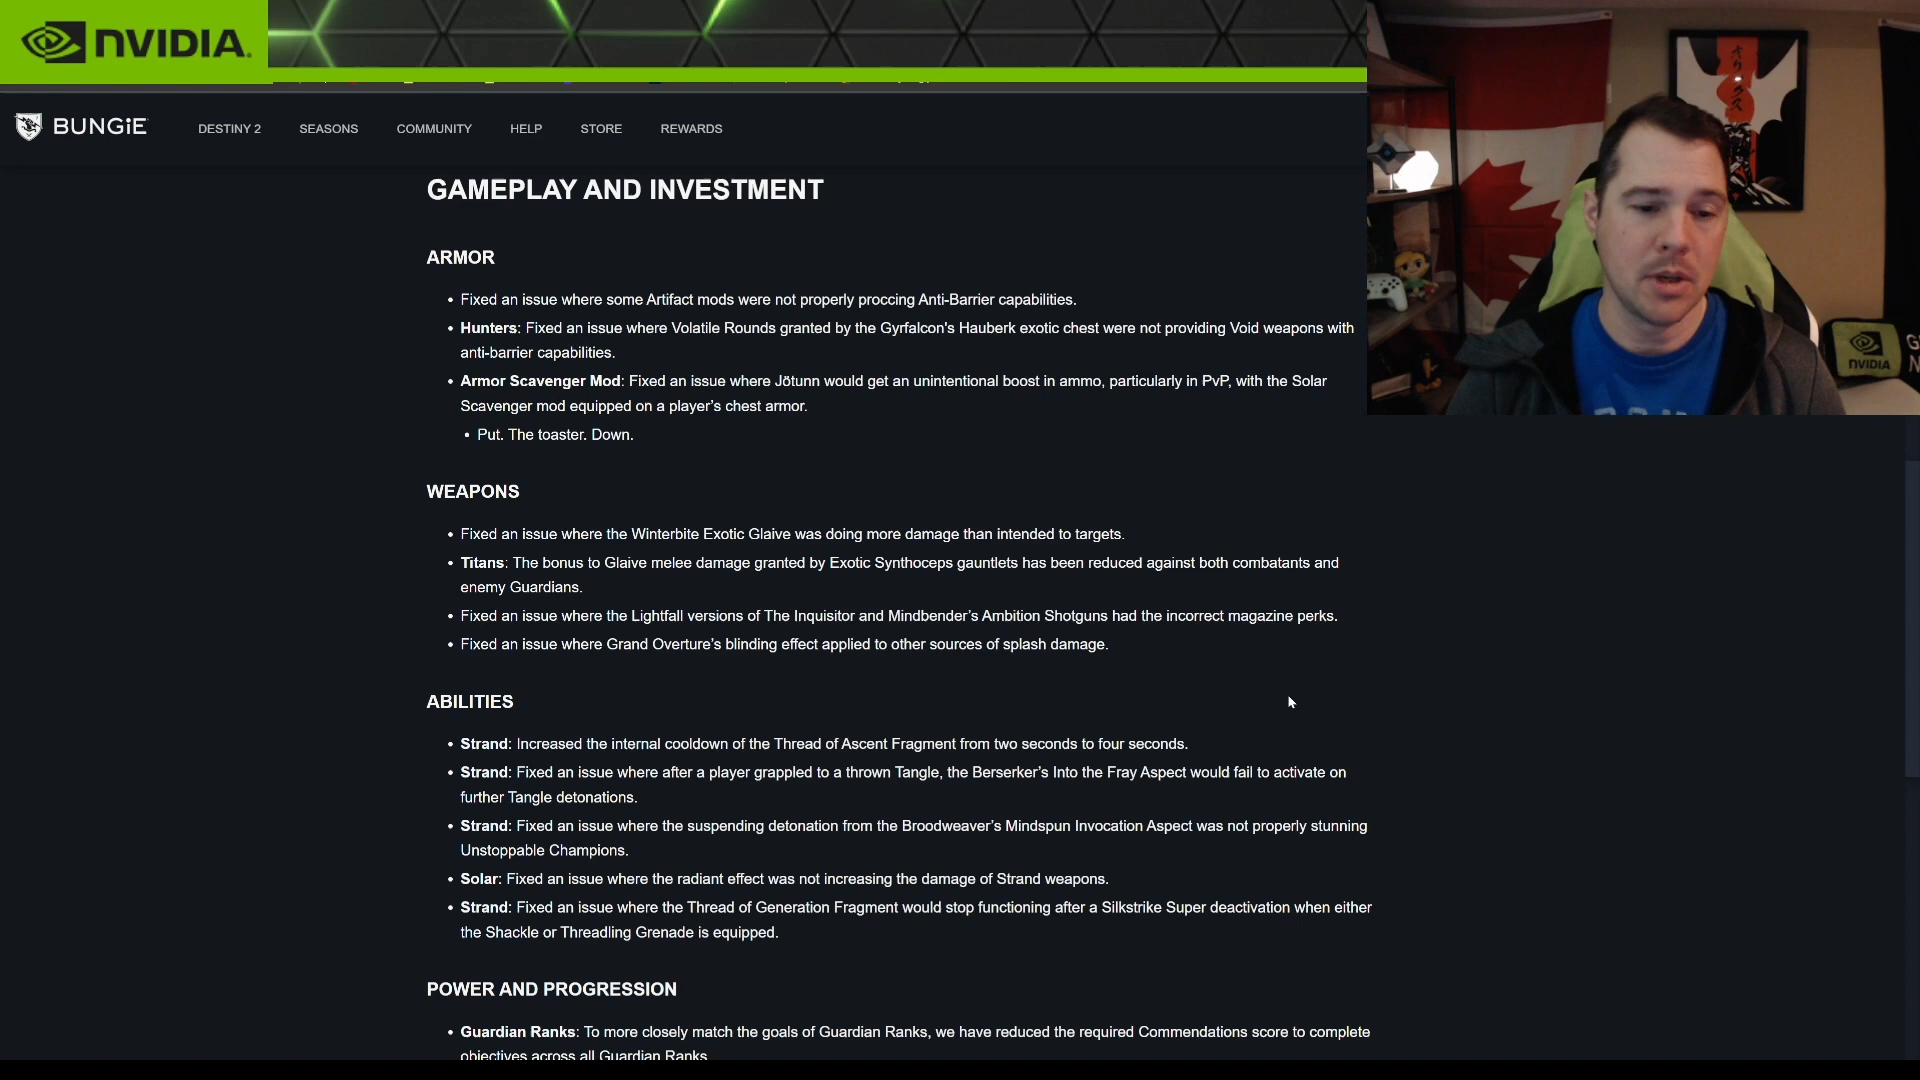 NVIDIA.
BUNGiE
DESTINY 2 SEASONS COMMUNITY HELP STORE REWARDS
GAMEPLAY AND INVESTMENT
ARMOR
• Fixed an issue where some Artifact mods were not properly proccing Anti-Barrier capabilities.
• Hunters: Fixed an issue where Volatile Rounds granted by the Gyrfalcon's Hauberk exotic chest were not providing Void weapons with
anti-barrier capabilities.
• Armor Scavenger Mod: Fixed an issue where Jötunn would get an unintentional boost in ammo, particularly in PvP, with the Solar
Scavenger mod equipped on a player’s chest armor.
• Put. The toaster. Down.
WEAPONS
• Fixed an issue where the Winterbite Exotic Glaive was doing more damage than intended to targets.
• Titans: The bonus to Glaive melee damage granted by Exotic Synthoceps gauntlets has been reduced against both combatants and
enemy Guardians.
• Fixed an issue where the Lightfall versions of The Inquisitor and Mindbender’s Ambition Shotguns had the incorrect magazine perks.
• Fixed an issue where Grand Overture’s blinding effect applied to other sources of splash damage.
ABILITIES
• Strand: Increased the internal cooldown of the Thread of Ascent Fragment from two seconds to four seconds.
• Strand: Fixed an issue where after a player grappled to a thrown Tangle, the Berserker’s Into the Fray Aspect would fail to activate on
further Tangle detonations.
• Strand: Fixed an issue where the suspending detonation from the Broodweaver’s Mindspun Invocation Aspect was not properly stunning
Unstoppable Champions.
• Solar: Fixed an issue where the radiant effect was not increasing the damage of Strand weapons.
• Strand: Fixed an issue where the Thread of Generation Fragment would stop functioning after a Silkstrike Super deactivation when either
the Shackle or Threadling Grenade is equipped.
POWER AND PROGRESSION
• Guardian Ranks: To more closely match the goals of Guardian Ranks, we have reduced the required Commendations score to complete
objectives across all Guardian Ranks
NVIDIA